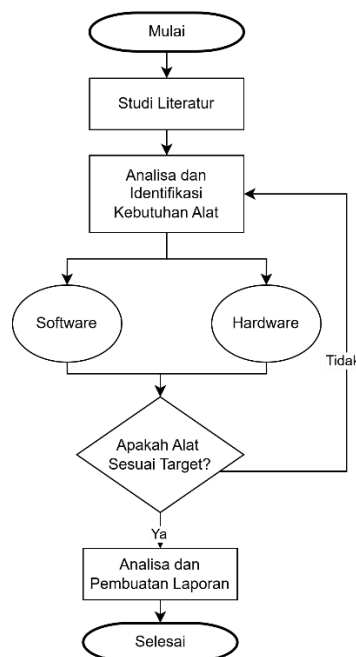 Mulai
Studi Literatur
Analisa dan
Identifikasi
Kebutuhan Alat
Software
Hardware
Tidak
Apakah Alat
Sesuai Target?
Ya
Analisa dan
Pembuatan Laporan
Selesai